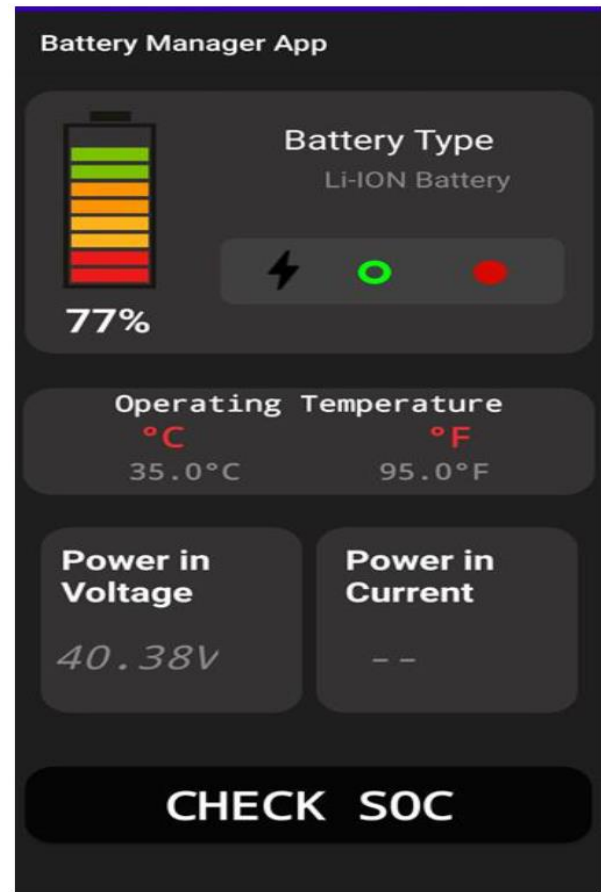 Battery Manager App
Battery Type
Li-ION Battery
77%
Operating Temperature
°C °F
35.0°C 95.0°F
Power in
Voltage
40.38V
Power in
Current
--
CHECK SOC